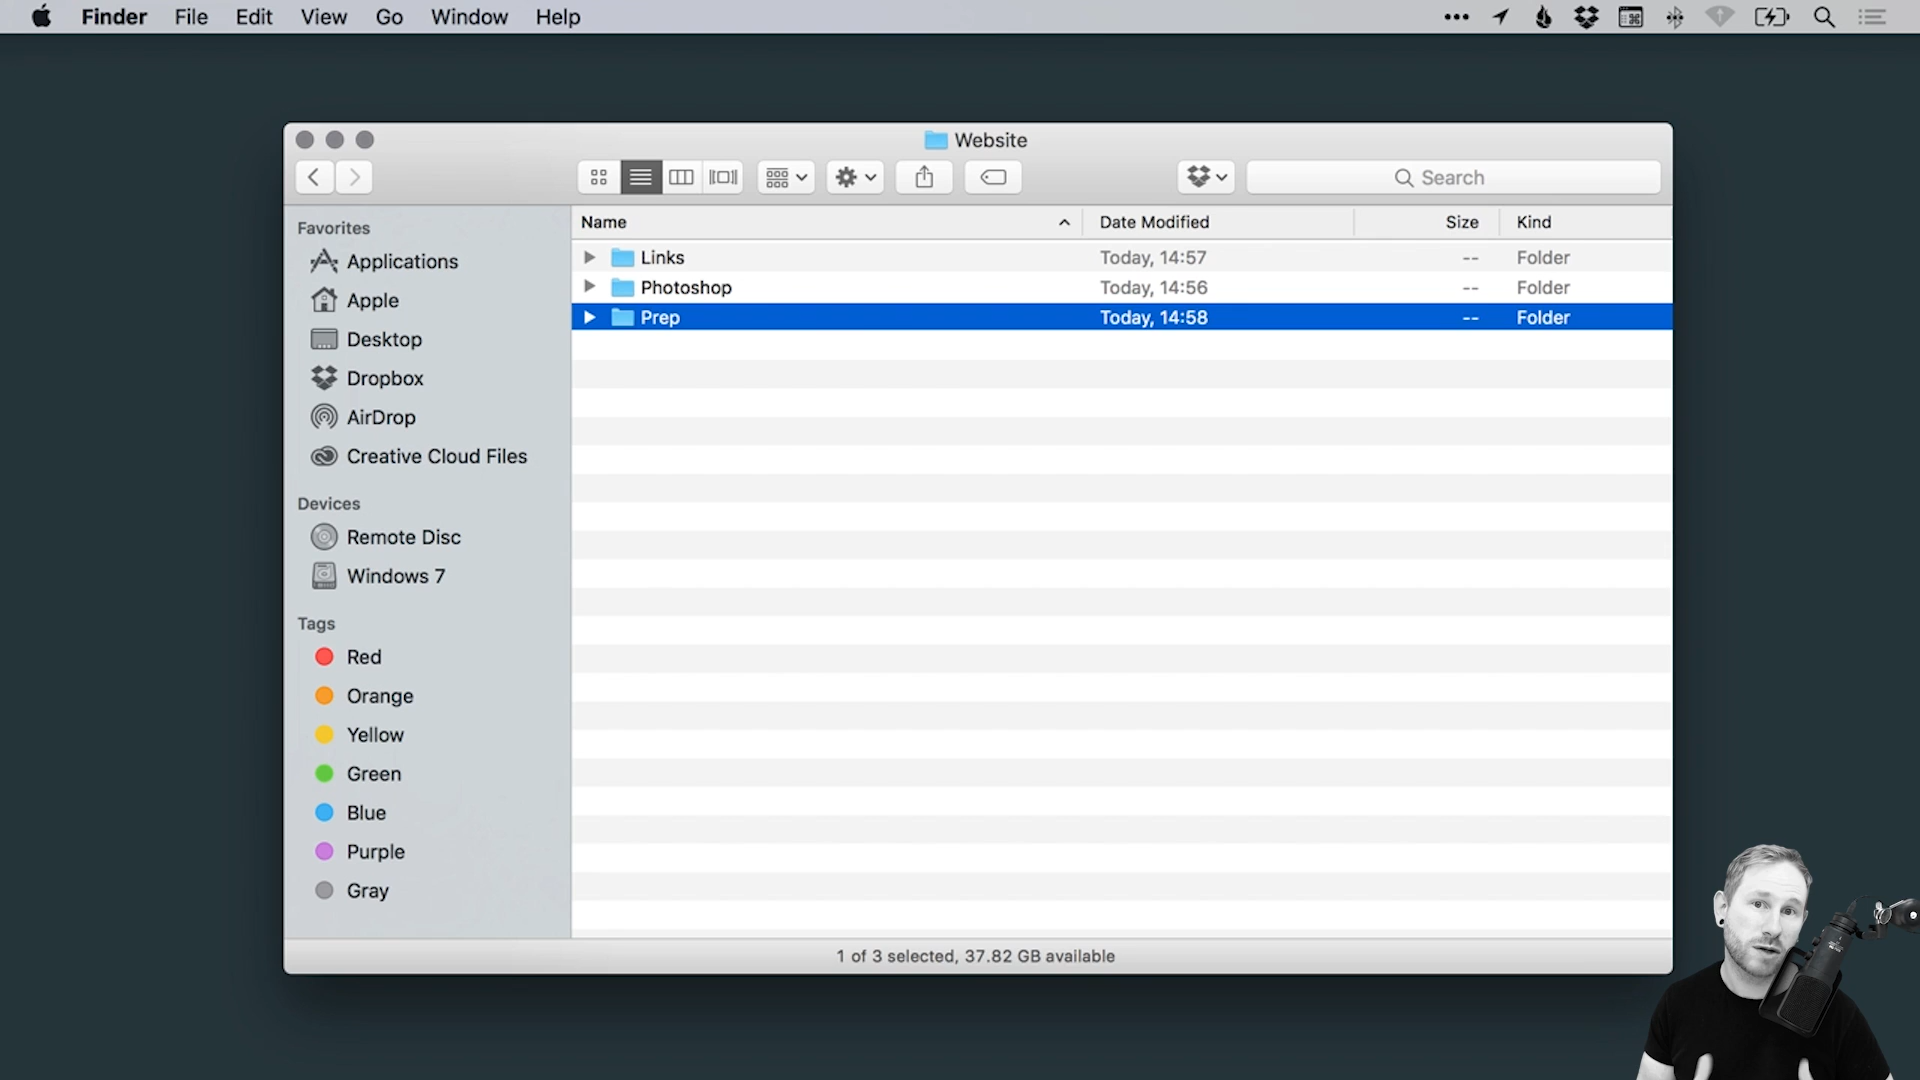 Finder File Edit View Go Window Help
Website
Search
Favorites
Applications
Apple
Desktop
Dropbox
AirDrop
Creative Cloud Files
Devices
Remote Disc
Windows 7
Tags
Red
Orange
Yellow
Green
Blue
Purple
Gray
Name Date Modified Size Kind
Links Today, 14:57 -- Folder
Photoshop Today, 14:56 -- Folder
Prep Today, 14:58 -- Folder
1 of 3 selected, 37.82 GB available